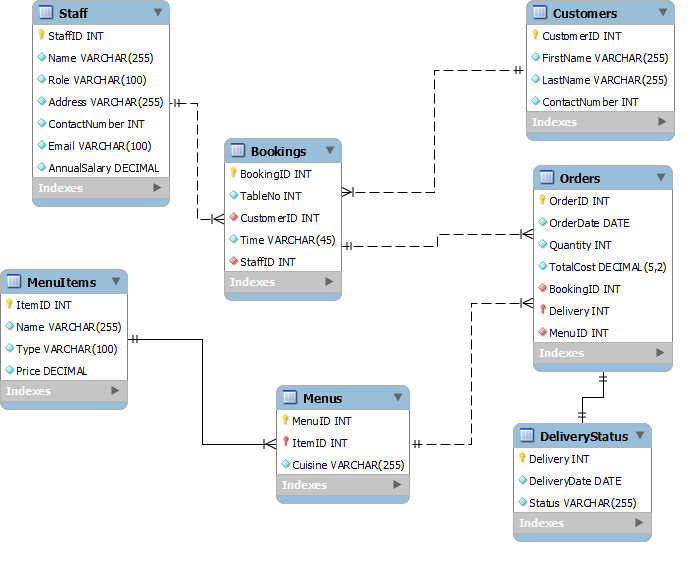 Staff
StaffID INT
Name VARCHAR(255)
Role VARCHAR(100)
Address VARCHAR(255)
ContactNumber INT
Email VARCHAR(100)
AnnualSalary DECIMAL
Indexes
Customers
CustomerID INT
FirstName VARCHAR(255)
LastName VARCHAR(255)
ContactNumber INT
Indexes
Bookings
BookingID INT
TableNo INT
CustomerID INT
Time VARCHAR(45)
StaffID INT
Indexes
Orders
OrderID INT
OrderDate DATE
Quantity INT
TotalCost DECIMAL(5,2)
BookingID INT
Delivery INT
MenuID INT
Indexes
MenuItems
ItemID INT
Name VARCHAR(255)
Type VARCHAR(100)
Price DECIMAL
Indexes
Menus
MenuID INT
ItemID INT
Cuisine VARCHAR(255)
Indexes
DeliveryStatus
Delivery INT
DeliveryDate DATE
Status VARCHAR(255)
Indexes